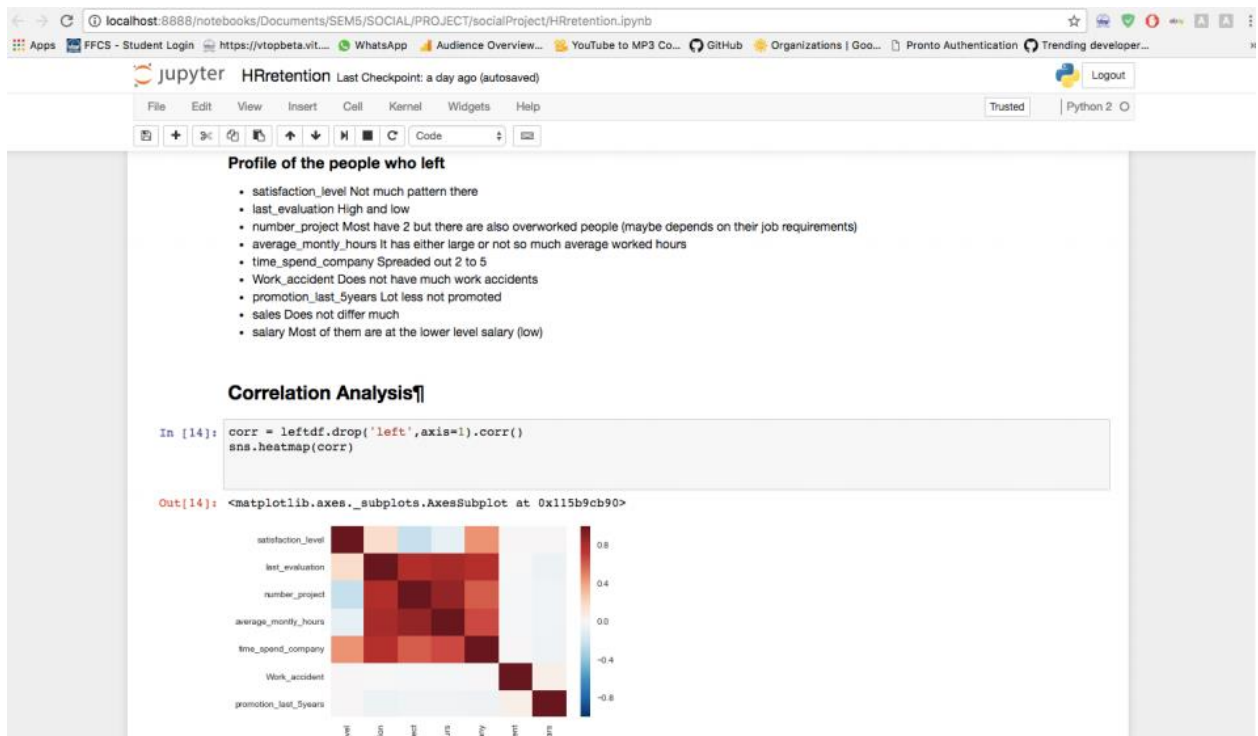 localhost:8888/notebooks/Documents/SEM5/SOCIAL/PROJECT/socialProject/HRretention.ipynb
Apps FFCS - Student Login https://vtopbeta.vit.... WhatsApp Audience Overview... YouTube to MP3 Co... GitHub Organizations | Goo... Pronto Authentication Trending developer...
jupyter HRretention Last Checkpoint: a day ago (autosaved) Logout
File Edit View Insert Cell Kernel Widgets Help Trusted Python 2
Code
Profile of the people who left
• satisfaction_level Not much pattern there
• last_evaluation High and low
• number_project Most have 2 but there are also overworked people (maybe depends on their job requirements)
• average_montly_hours It has either large or not so much average worked hours
• time_spend_company Spreaded out 2 to 5
• Work_accident Does not have much work accidents
• promotion_last_5years Lot less not promoted
• sales Does not differ much
• salary Most of them are at the lower level salary (low)
Correlation Analysis¶
In [14]: corr = leftdf.drop('left',axis=1).corr()
sns.heatmap(corr)
Out[14]: <matplotlib.axes._subplots.AxesSubplot at 0x115b9cb90>
satisfaction_level
last_evaluation
number_project
average_montly_hours
time_spend_company
Work_accident
promotion_last_5years
0.8
0.4
0.0
−0.4
−0.8